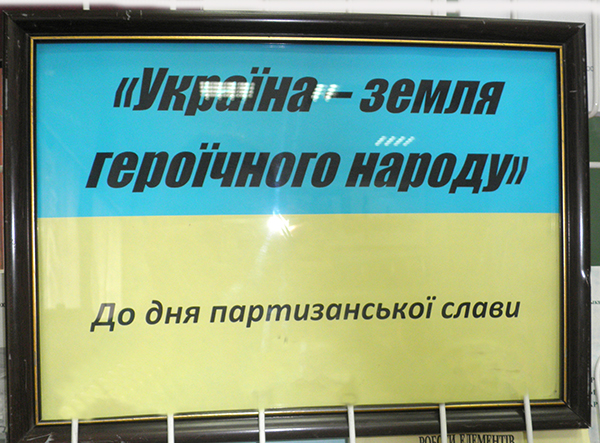 «Україна – земля
героїчного народу»
До дня партизанської слави